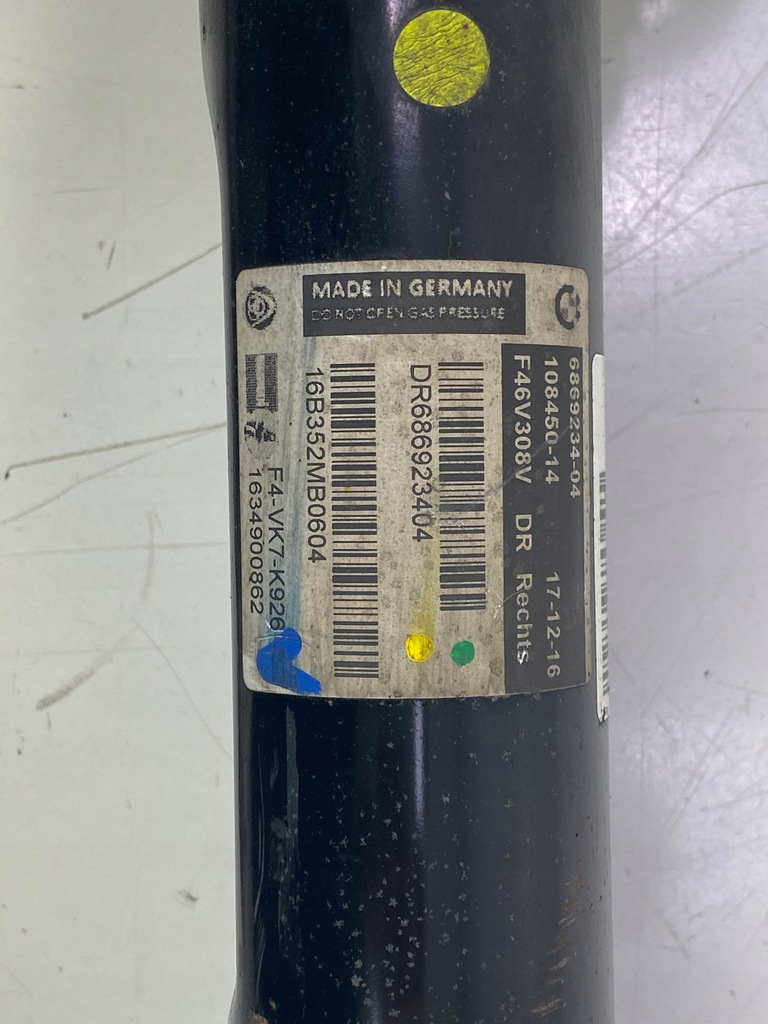 MADE IN GERMANY
DO NOT OPEN GAS PRESSURE
6869234-04
108450-14 17-12-16
F46V308V DR Rechts
DR686923404
16B352MB0604
F4-VK7-K926
1634900862